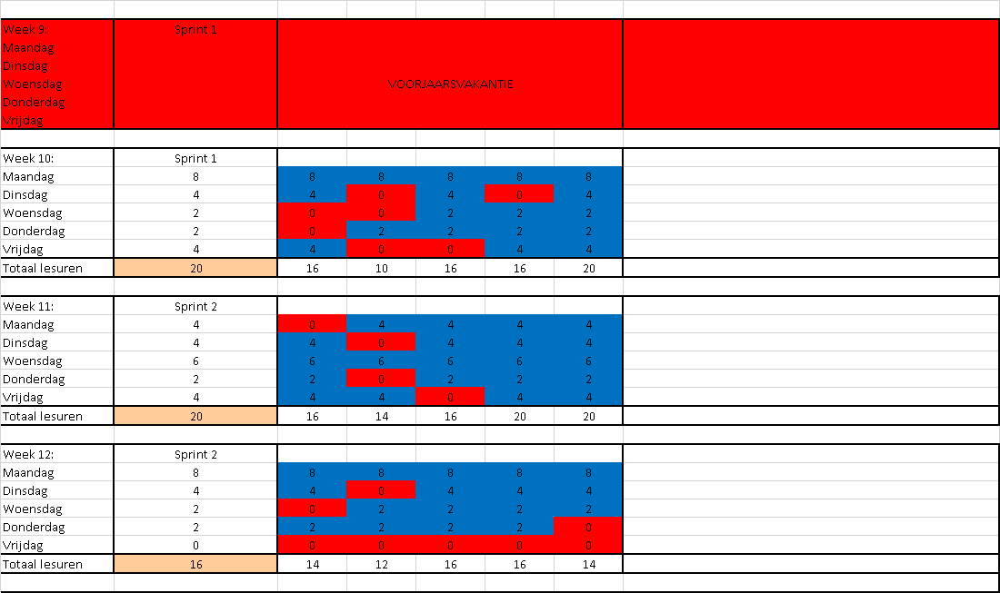 Week 9: Sprint 1
Maandag
Dinsdag
Woensdag VOORJAARSVAKANTIE
Donderdag
Vrijdag
Week 10: Sprint 1
Maandag 8 8 8 8 8 8
Dinsdag 4 4 0 4 0 4
Woensdag 2 0 0 2 2 2
Donderdag 2 0 2 2 2 2
Vrijdag 4 4 0 0 4 4
Totaal lesuren 20 16 10 16 16 20
Week 11: Sprint 2
Maandag 4 0 4 4 4 4
Dinsdag 4 4 0 4 4 4
Woensdag 6 6 6 6 6 6
Donderdag 2 2 0 2 2 2
Vrijdag 4 4 4 0 4 4
Totaal lesuren 20 16 14 16 20 20
Week 12: Sprint 2
Maandag 8 8 8 8 8 8
Dinsdag 4 4 0 4 4 4
Woensdag 2 0 2 2 2 2
Donderdag 2 2 2 2 2 0
Vrijdag 0 0 0 0 0 0
Totaal lesuren 16 14 12 16 16 14